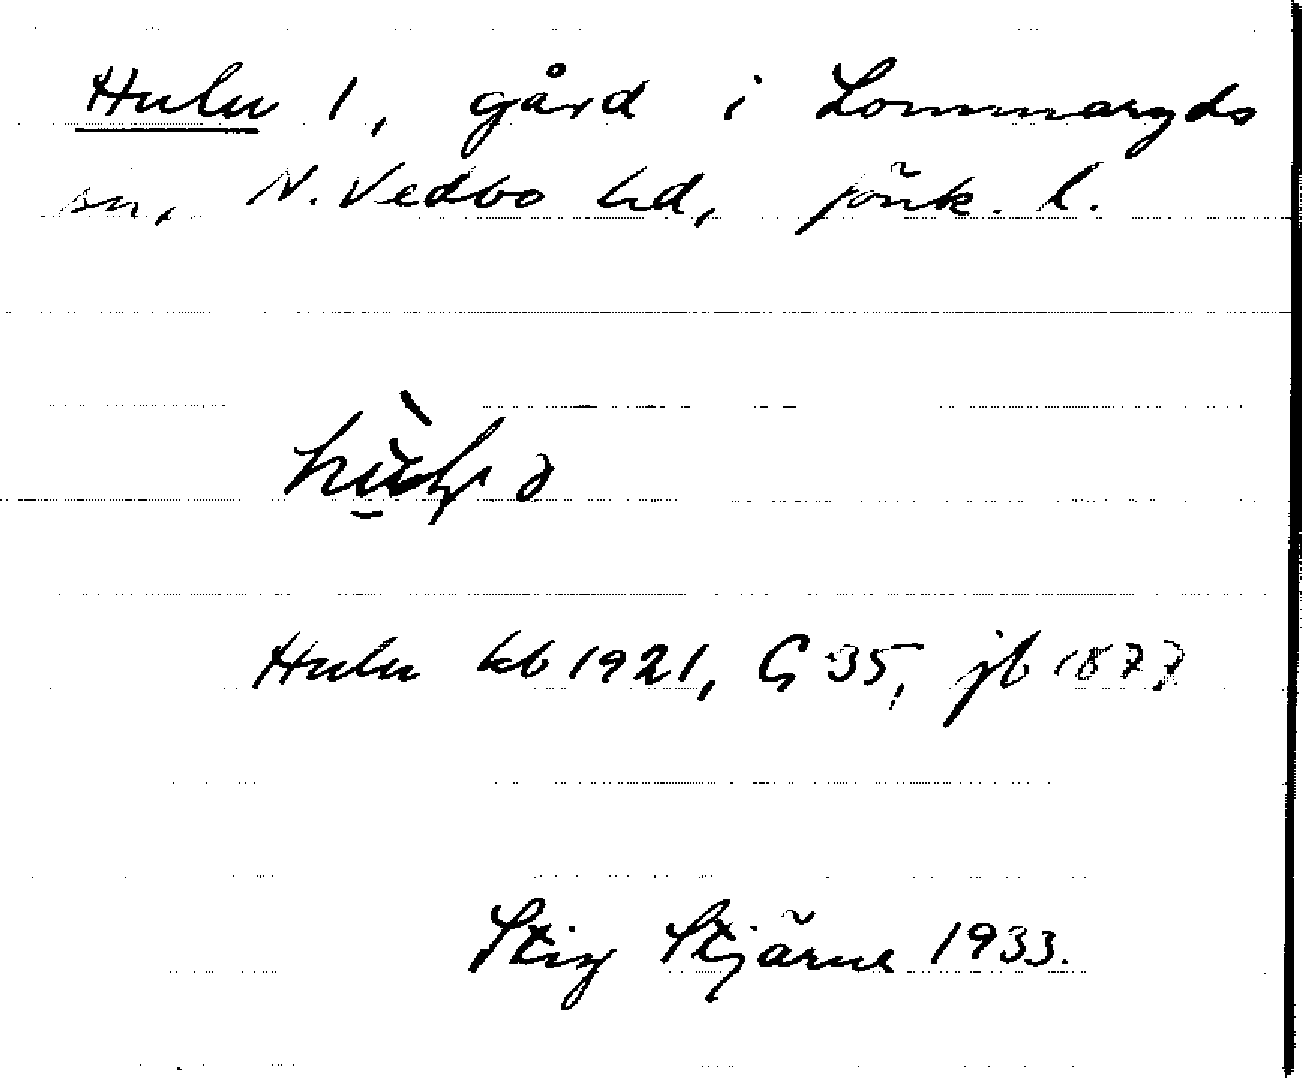 Hulu 1, gård i Lommaryds
sn, N. Vedbo hd, Jönk. l.
Hulu kb 1921, G 35, jb 1877
Stig Stjärne 1933.